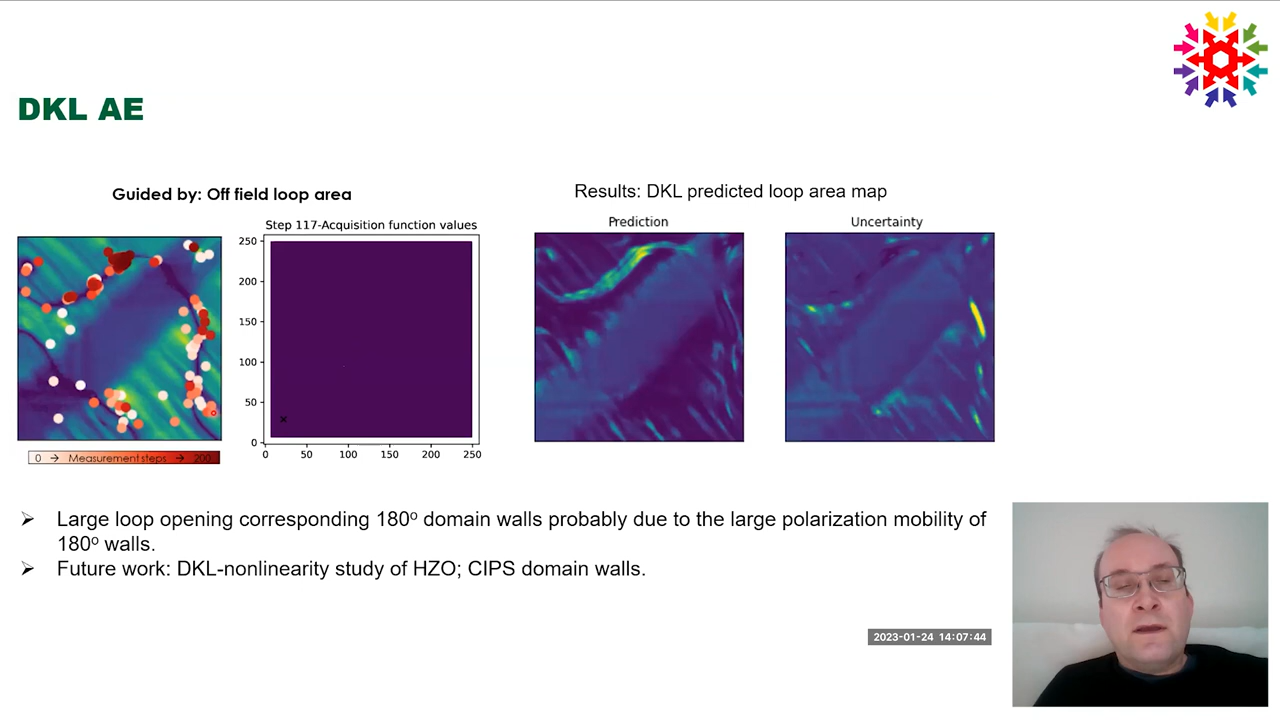 DKL AE
Guided by: Off field loop area
Results: DKL predicted loop area map
Step 117-Acquisition function values
Prediction
Uncertainty
250
200
150
100
50
0
0 50 100 150 200 250
0 → Measurement steps → 200
➢ Large loop opening corresponding 180º domain walls probably due to the large polarization mobility of
180º walls.
➢ Future work: DKL-nonlinearity study of HZO; CIPS domain walls.
2023-01-24 14:07:44